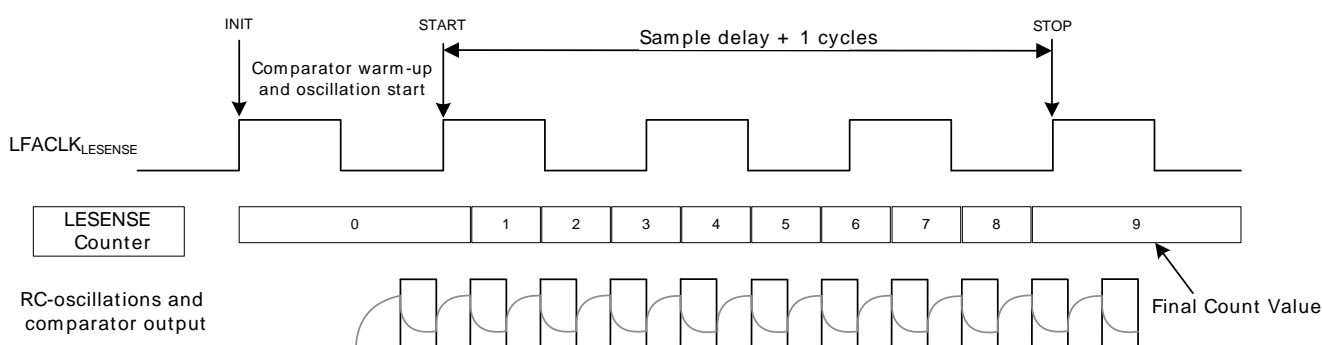 INIT
START
STOP
Sample delay + 1 cycles
Comparator warm-up
and oscillation start
LFACLKLESENSE
LESENSE
Counter
0 1 2 3 4 5 6 7 8 9
RC-oscillations and
comparator output
Final Count Value